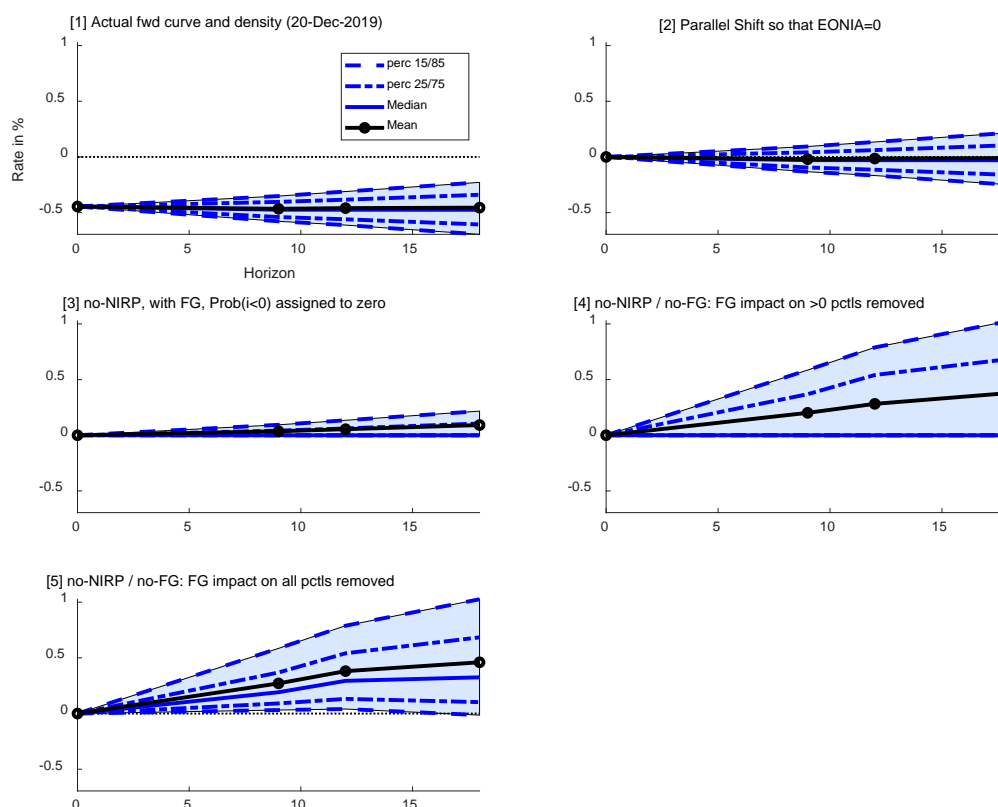 [1] Actual fwd curve and density (20-Dec-2019)
1
perc 15/85
perc 25/75
Median
Mean
0.5
Rate in %
0
-0.5
0 5 10 15
Horizon
[2] Parallel Shift so that EONIA=0
1
0.5
0
-0.5
0 5 10 15
[3] no-NIRP, with FG, Prob(i<0) assigned to zero
1
0.5
0
-0.5
0 5 10 15
[4] no-NIRP / no-FG: FG impact on >0 pctls removed
1
0.5
0
-0.5
0 5 10 15
[5] no-NIRP / no-FG: FG impact on all pctls removed
1
0.5
0
-0.5
0 5 10 15